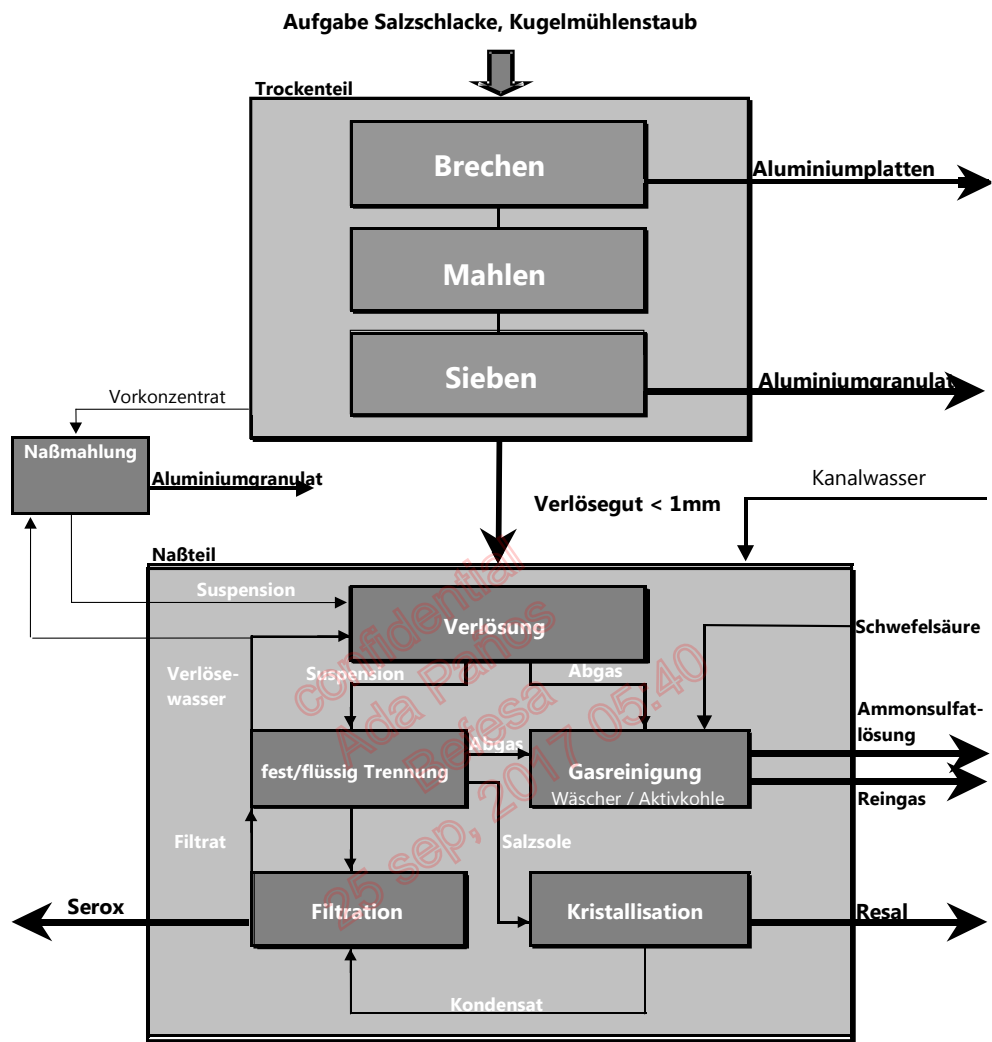 Aufgabe Salzschlacke, Kugelmühlenstaub
Trockenteil
Brechen
Aluminiumplatten
Mahlen
Sieben
Aluminiumgranulat
Vorkonzentrat
Naßmahlung
Aluminiumgranulat
Kanalwasser
Verlösegut < 1mm
Naßteil
Suspension
Verlösung
Schwefelsäure
Verlöse-
wasser
Suspension
Abgas
Ammonsulfat-
lösung
Abgas
fest/flüssig Trennung
Gasreinigung
Wäscher / Aktivkohle
Reingas
Filtrat
Salzsole
Serox
Filtration
Kristallisation
Resal
Kondensat
confidential
Ada Paños
Befesa
25 sep, 2017 05:40